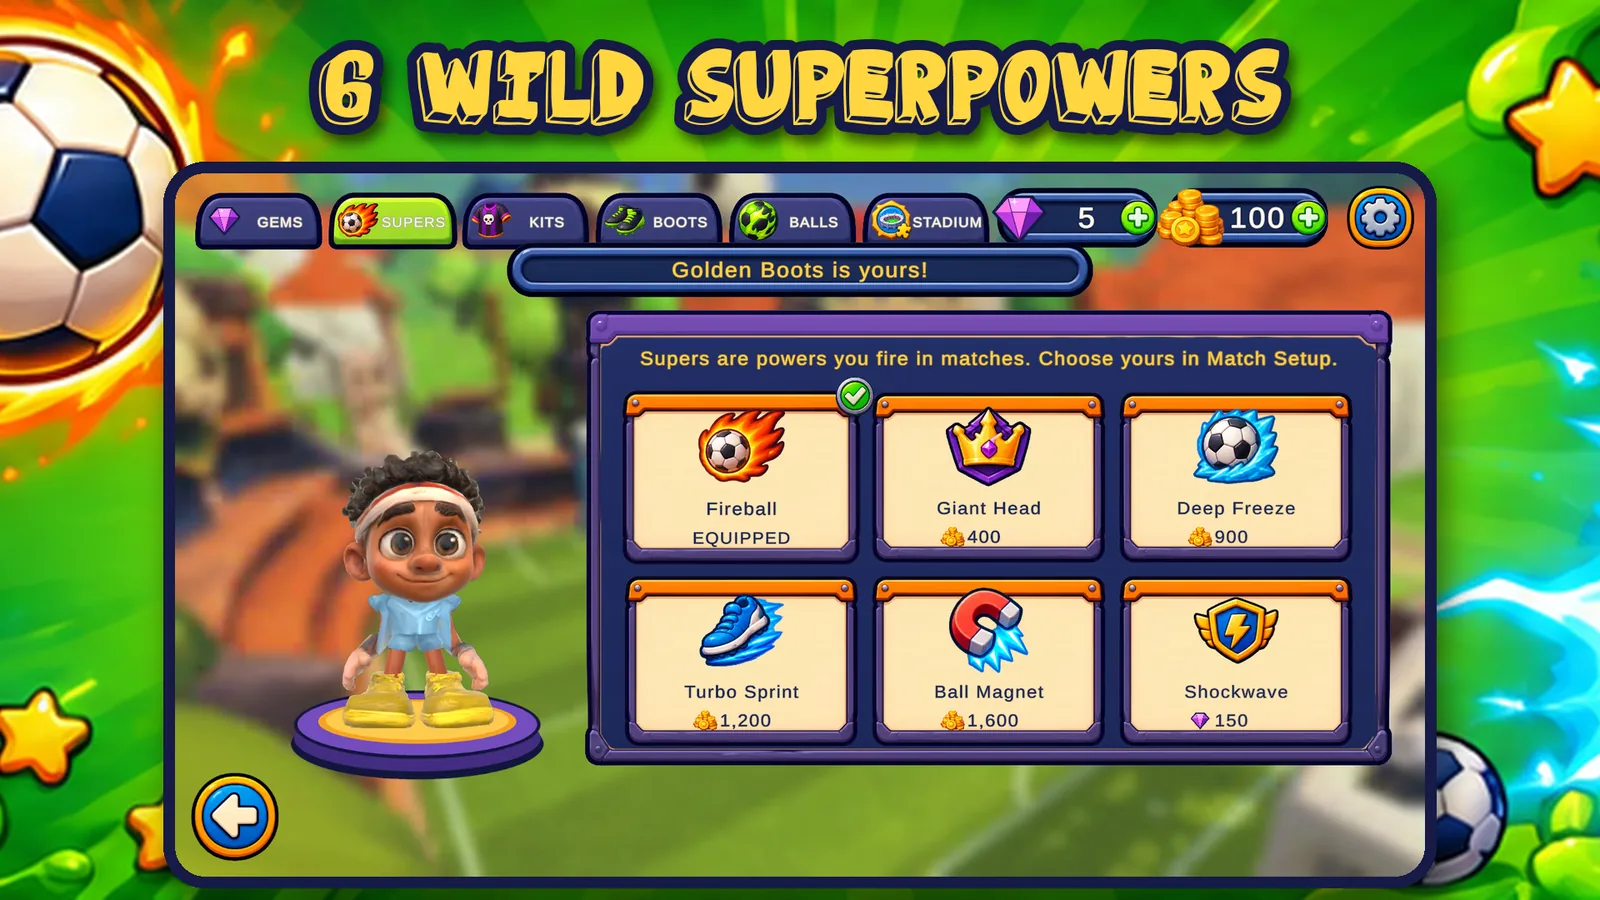 6 WILD SUPERPOWERS
GEMS
SUPERS
KITS
BOOTS
BALLS
STADIUM
5
100
Golden Boots is yours!
Supers are powers you fire in matches. Choose yours in Match Setup.
Fireball
EQUIPPED
Giant Head
400
Deep Freeze
900
Turbo Sprint
1,200
Ball Magnet
1,600
Shockwave
150